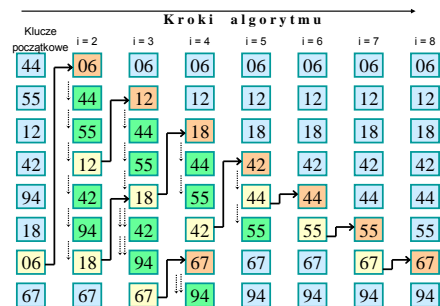 Kroki algorytmu
Klucze
początkowe i = 2 i = 3 i = 4 i = 5 i = 6 i = 7 i = 8
44 06 06 06 06 06 06 06
55 44 12 12 12 12 12 12
12 55 44 18 18 18 18 18
42 12 55 44 42 42 42 42
94 42 18 55 44 44 44 44
18 94 42 42 55 55 55 55
06 18 94 67 67 67 67 67
67 67 67 94 94 94 94 94